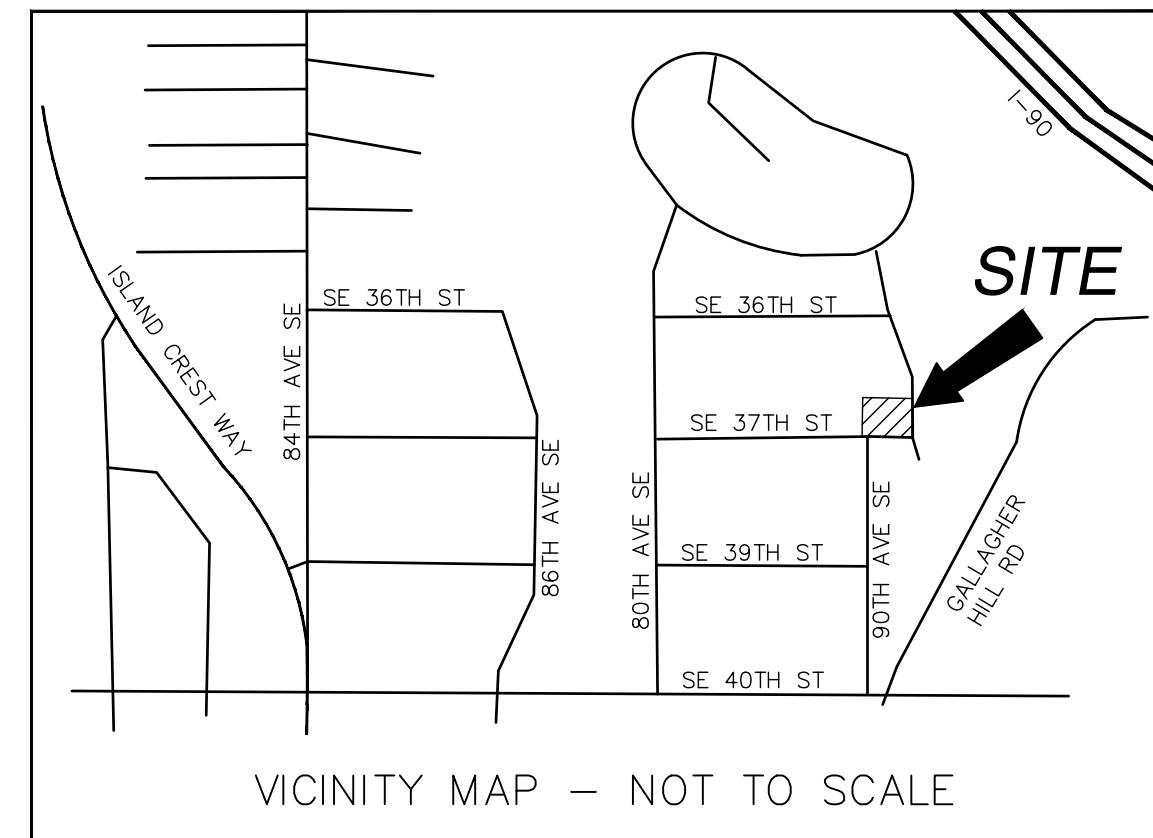 I-90
SITE
ISLAND CREST WAY
84TH AVE SE
SE 36TH ST
SE 36TH ST
SE 37TH ST
86TH AVE SE
80TH AVE SE
SE 39TH ST
90TH AVE SE
GALLAGHER
HILL RD
SE 40TH ST
VICINITY MAP – NOT TO SCALE